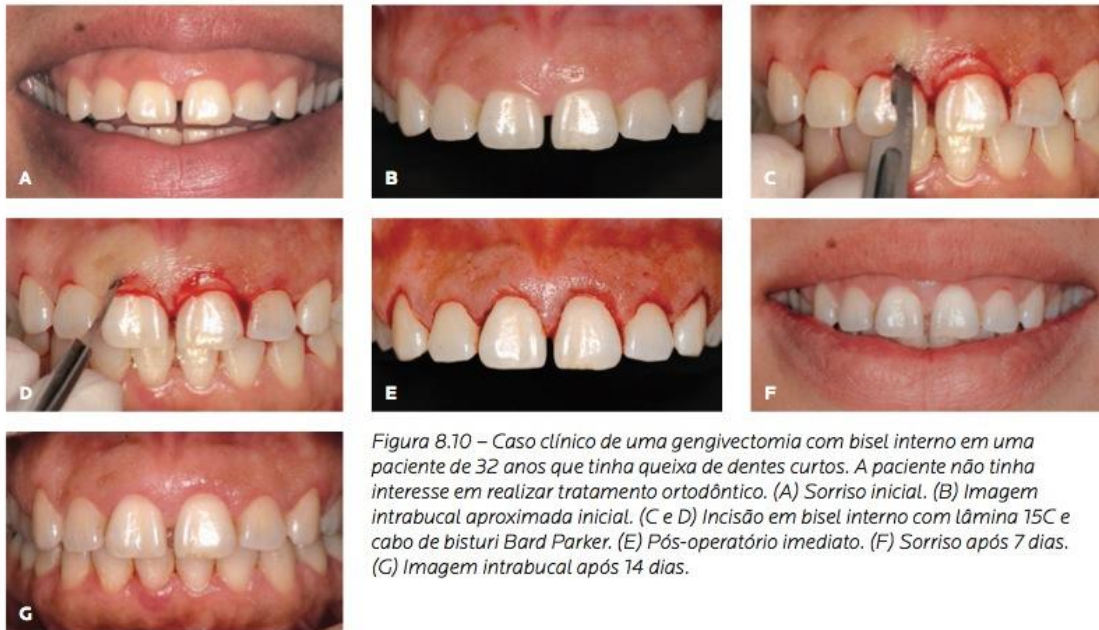 A
B
C
D
E
F
G
Figura 8.10 – Caso clínico de uma gengivectomia com bisel interno em uma
paciente de 32 anos que tinha queixa de dentes curtos. A paciente não tinha
interesse em realizar tratamento ortodôntico. (A) Sorriso inicial. (B) Imagem
intrabucal aproximada inicial. (C e D) Incisão em bisel interno com lâmina 15C e
cabo de bisturi Bard Parker. (E) Pós-operatório imediato. (F) Sorriso após 7 dias.
(G) Imagem intrabucal após 14 dias.